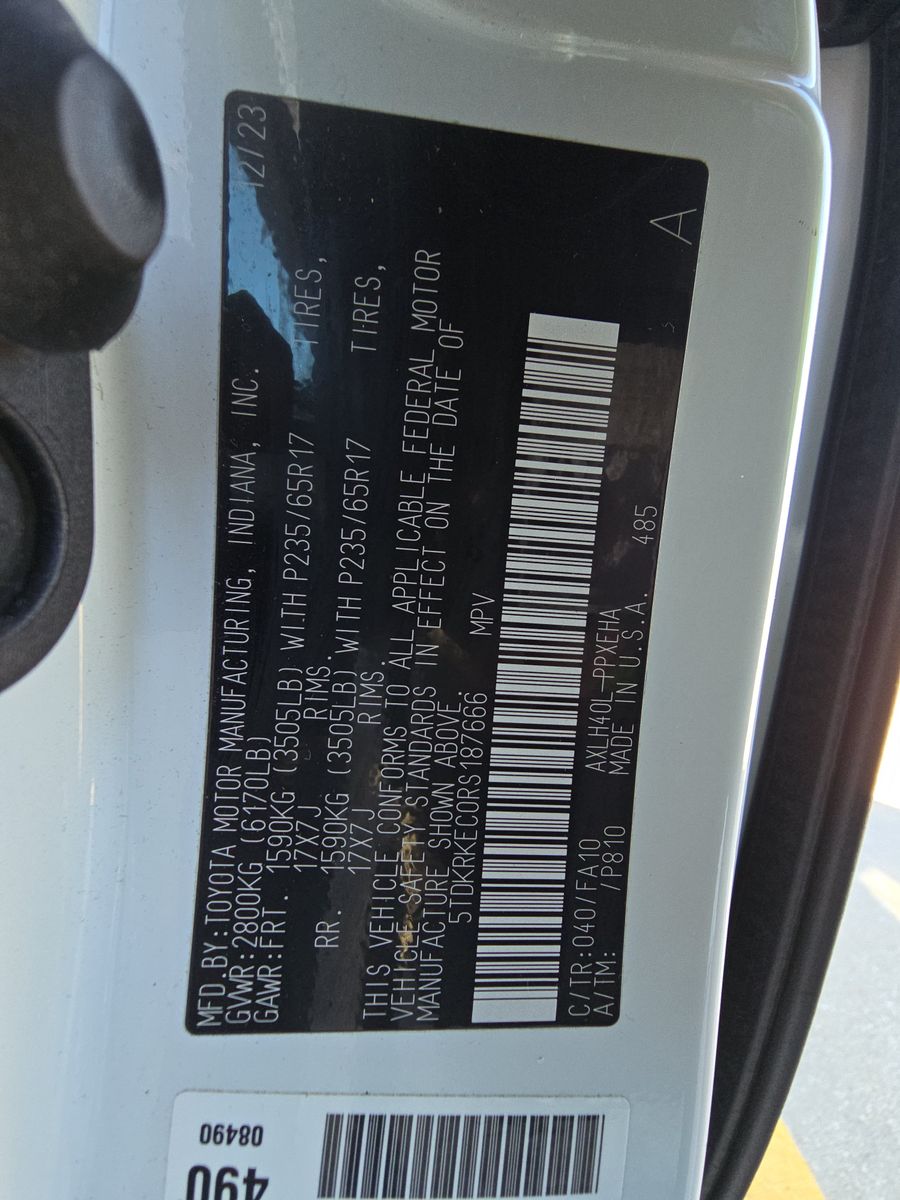 MFD.BY:TOYOTA MOTOR MANUFACTURING, INDIANA, INC. 12/23
GVWR:2800KG (6170LB)
GAWR:FRT. 1590KG (3505LB) WITH P235/65R17 TIRES,
17X7J RIMS.
RR. 1590KG (3505LB) WITH P235/65R17 TIRES,
17X7J RIMS.
THIS VEHICLE CONFORMS TO ALL APPLICABLE FEDERAL MOTOR
VEHICLE SAFETY STANDARDS IN EFFECT ON THE DATE OF
MANUFACTURE SHOWN ABOVE.
5TDKRKEC0RS187666 MPV
C/TR:040/FA10 AXLH40L-PPXEHA
A/TM: /P810 MADE IN U.S.A. 485
A
490
08490